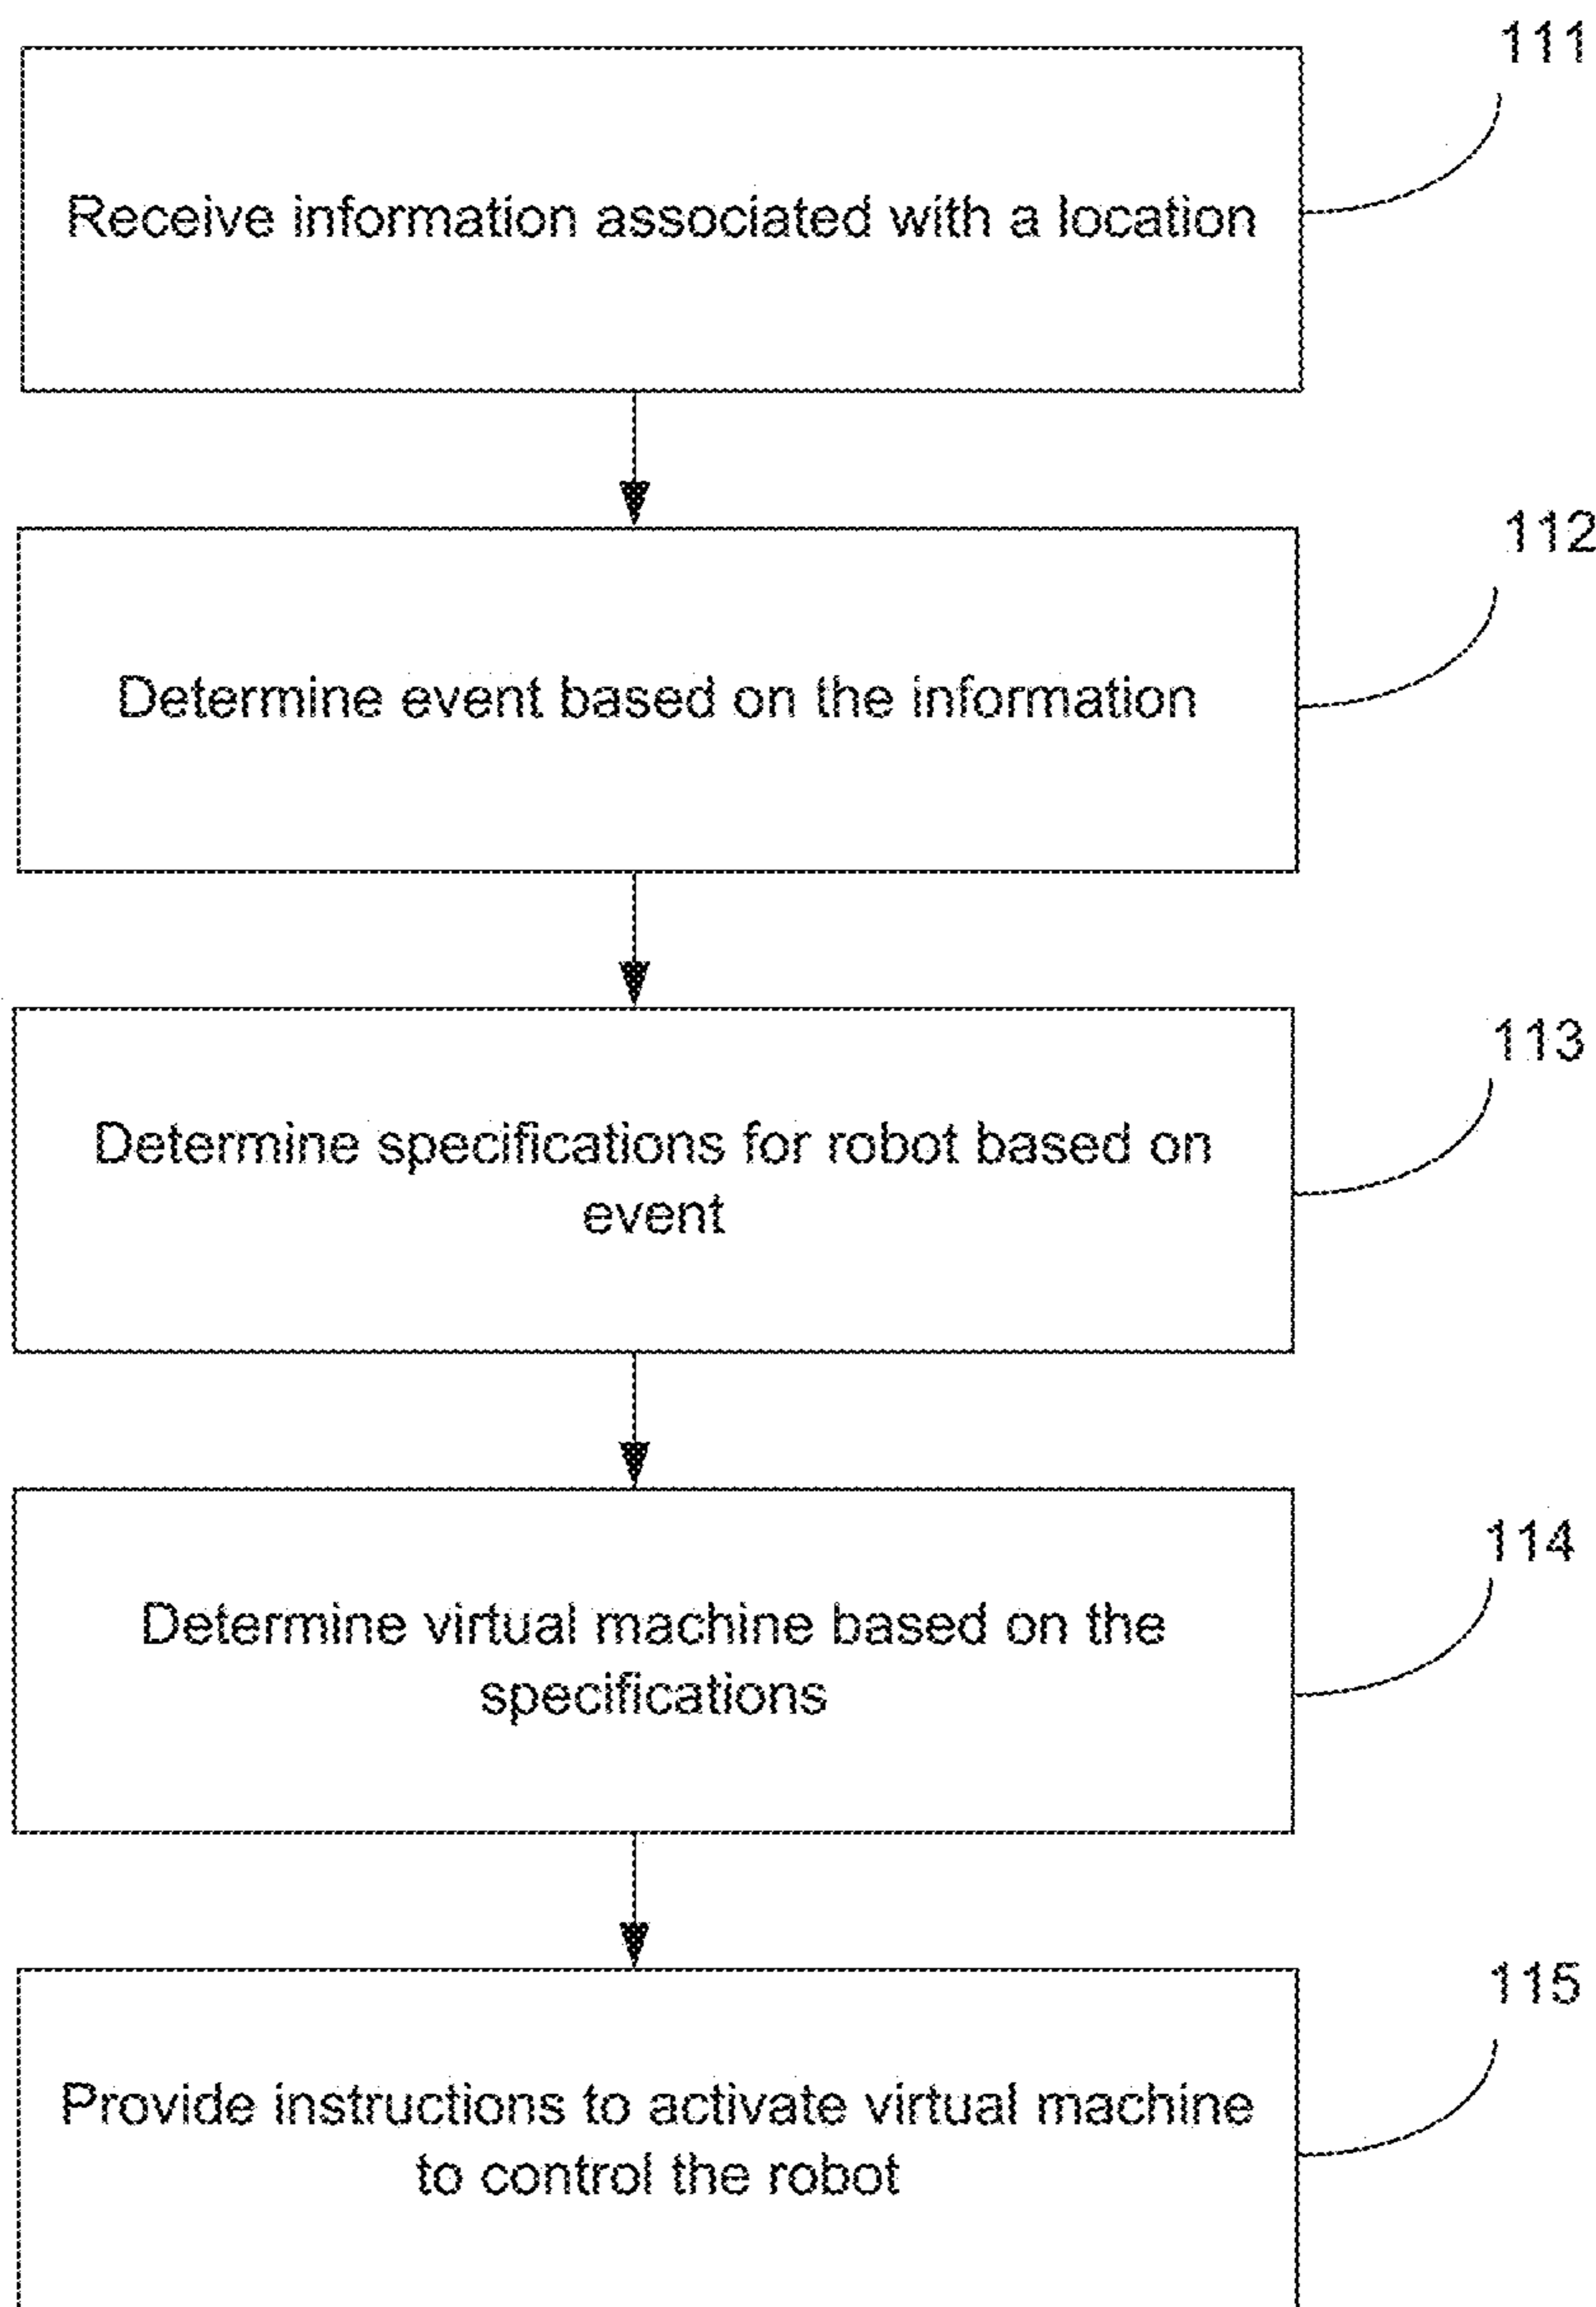 111
Receive information associated with a location
112
Determine event based on the information
113
Determine specifications for robot based on
event
114
Determine virtual machine based on the
specifications
115
Provide instructions to activate virtual machine
to control the robot